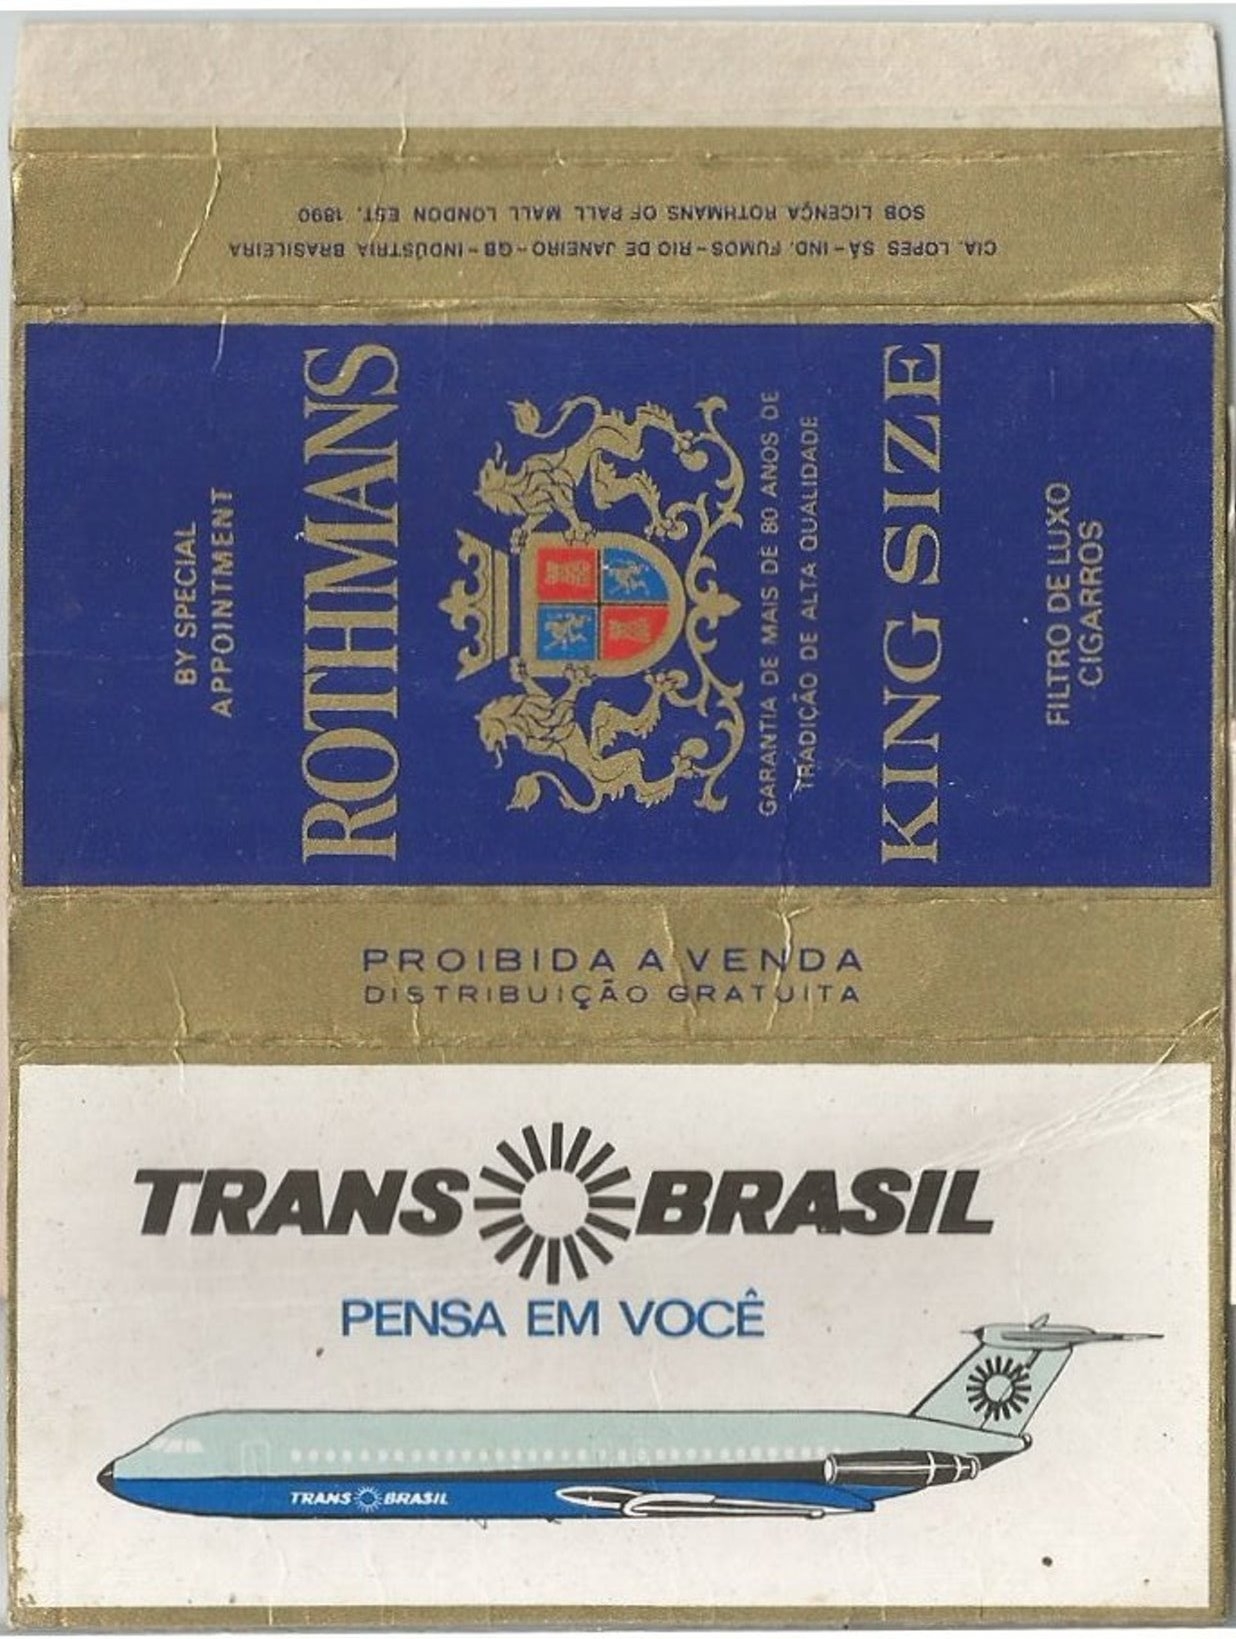 CIA. LOPES SÁ - IND. FUMOS - RIO DE JANEIRO - GB - INDÚSTRIA BRASILEIRA
SOB LICENÇA ROTHMANS OF PALL MALL LONDON EST. 1890
BY SPECIAL
APPOINTMENT
ROTHMANS
GARANTIA DE MAIS DE 80 ANOS DE
TRADIÇÃO DE ALTA QUALIDADE
KING SIZE
FILTRO DE LUXO
CIGARROS
PROIBIDA A VENDA
DISTRIBUIÇÃO GRATUITA
TRANS BRASIL
PENSA EM VOCÊ
TRANS BRASIL